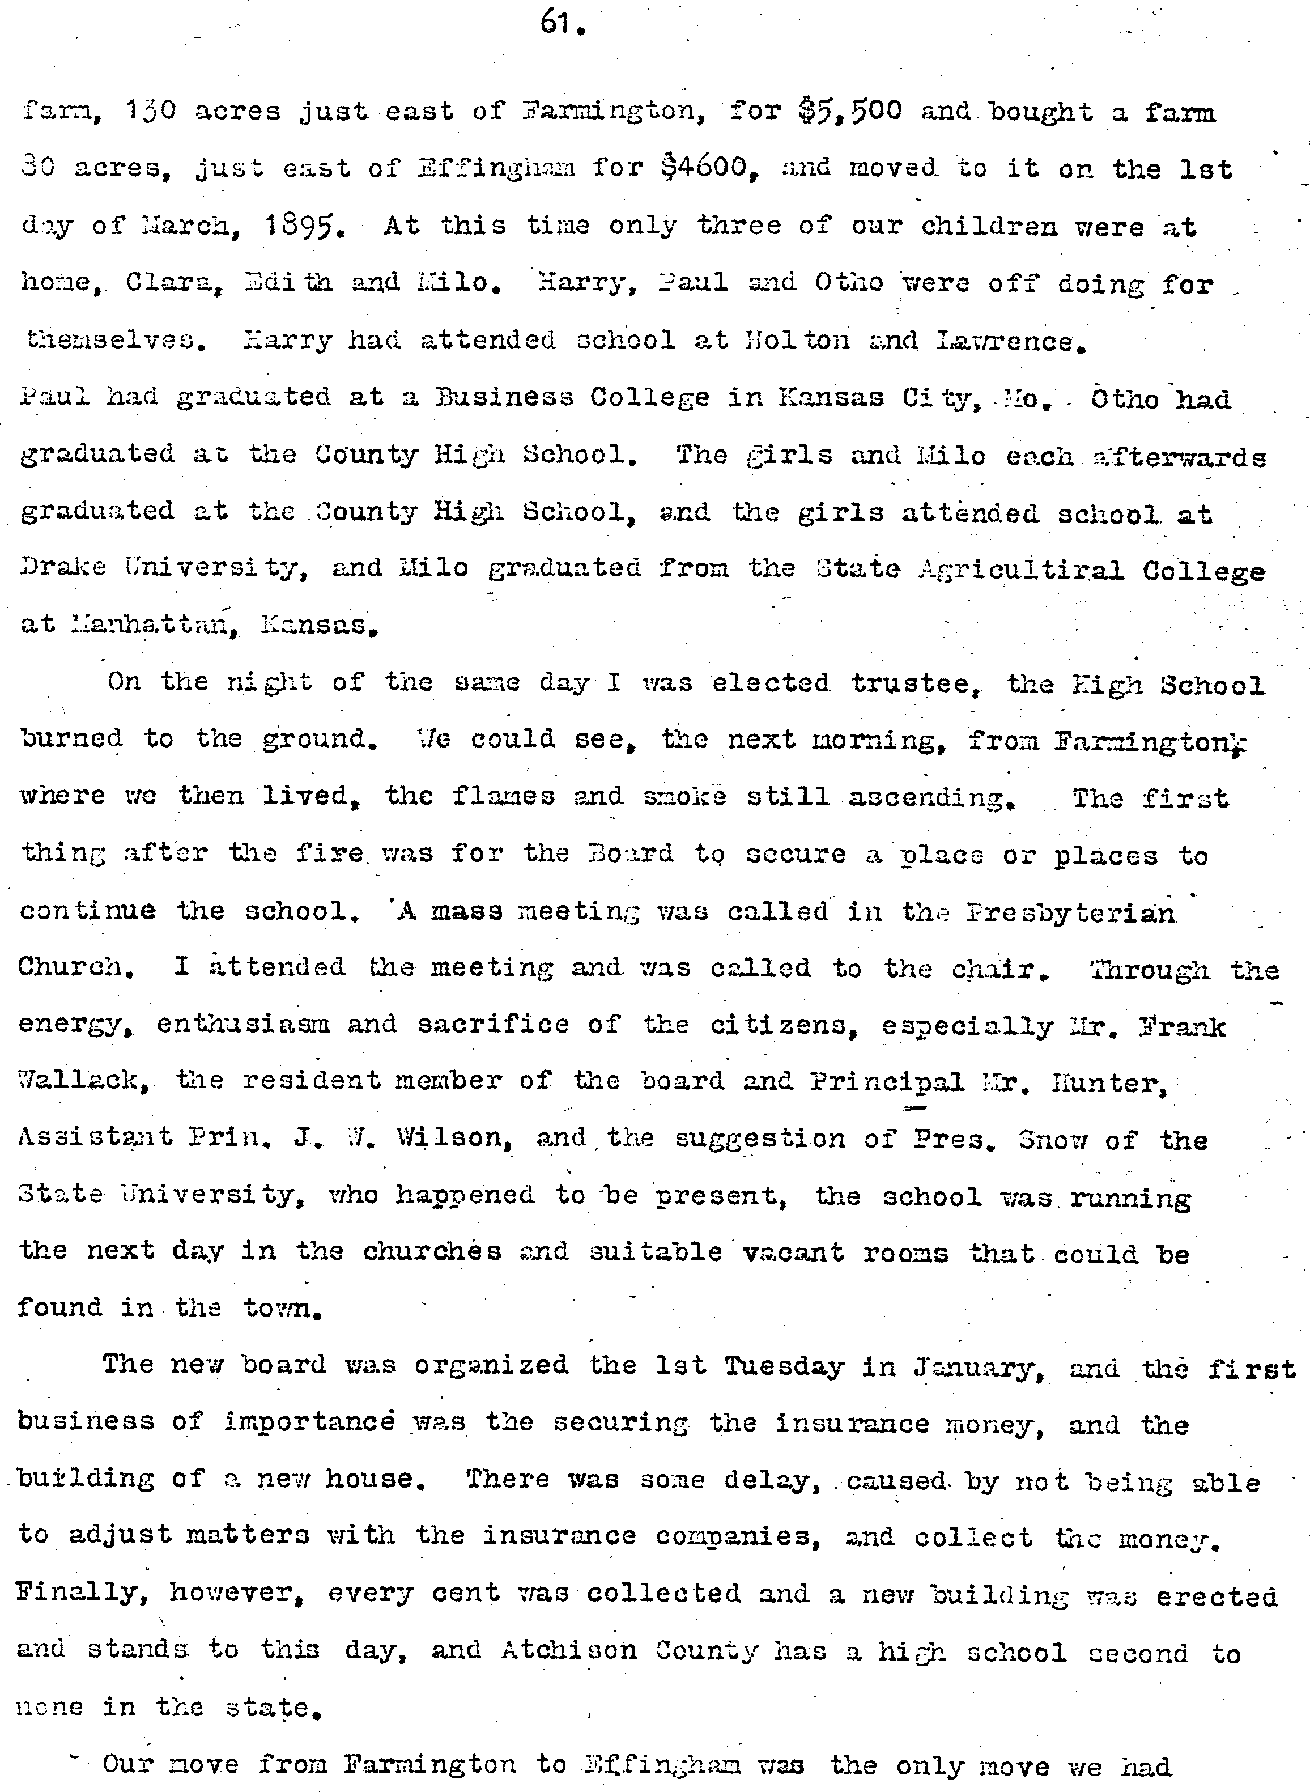 61.
farm, 130 acres just east of Farmington, for $5,500 and bought a farm
80 acres, just east of Effingham for $4600, and moved to it on the 1st
day of March, 1895. At this time only three of our children were at
home, Clara, Edith and Milo. Harry, Paul and Otho were off doing for
themselves. Harry had attended school at Holton and Lawrence.
Paul had graduated at a Business College in Kansas City, Mo. Otho had
graduated at the County High School. The girls and Milo each afterwards
graduated at the County High School, and the girls attended school at
Drake University, and Milo graduated from the State Agricultiral College
at Manhattan, Kansas.
On the night of the same day I was elected trustee, the High School
burned to the ground. We could see, the next morning, from Farmington,
where we then lived, the flames and smoke still ascending. The first
thing after the fire was for the Board to secure a place or places to
continue the school. A mass meeting was called in the Presbyterian
Church. I attended the meeting and was called to the chair. Through the
energy, enthusiasm and sacrifice of the citizens, especially Mr. Frank
Wallack, the resident member of the board and Principal Mr. Hunter,
Assistant Prin. J. W. Wilson, and the suggestion of Pres. Snow of the
State University, who happened to be present, the school was running
the next day in the churches and suitable vacant rooms that could be
found in the town.
The new board was organized the 1st Tuesday in January, and the first
business of importance was the securing the insurance money, and the
building of a new house. There was some delay, caused by not being able
to adjust matters with the insurance companies, and collect the money.
Finally, however, every cent was collected and a new building was erected
and stands to this day, and Atchison County has a high school second to
none in the state.
Our move from Farmington to Effingham was the only move we had